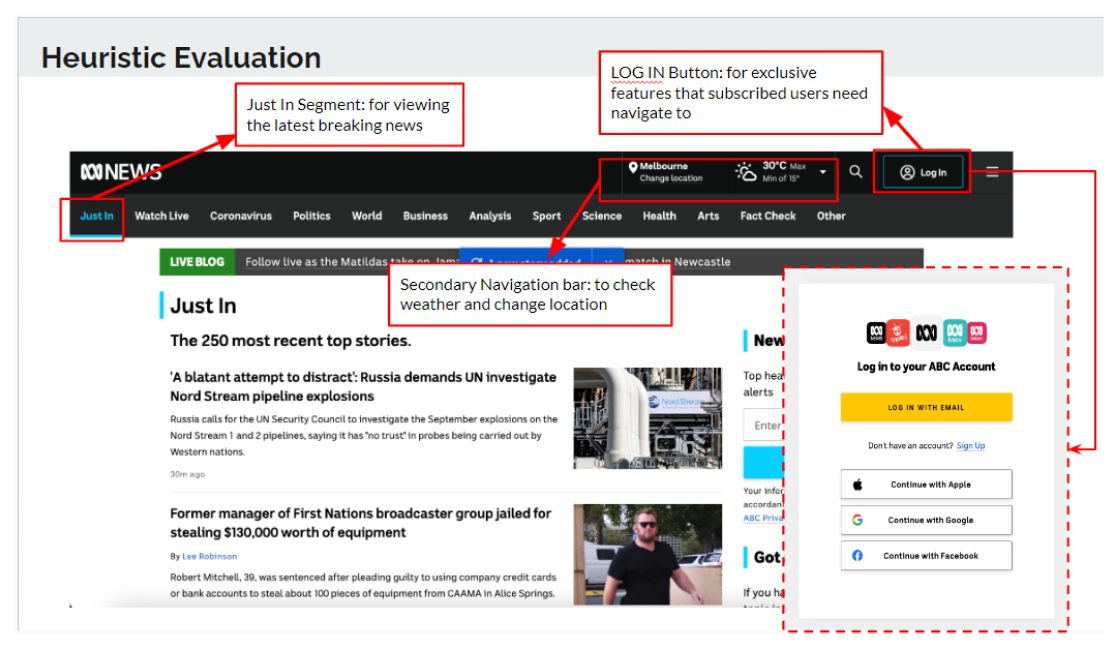 Heuristic Evaluation
LOG IN Button: for exclusive
features that subscribed users need
navigate to
Just In Segment: for viewing
the latest breaking news
NEWS
Melbourne
Change location
30°C Max
Min of 15°
Log In
Just In Watch Live Coronavirus Politics World Business Analysis Sport Science Health Arts Fact Check Other
LIVE BLOG Follow live as the Matildas take on Jam
match in Newcastle
Secondary Navigation bar: to check
weather and change location
Just In
The 250 most recent top stories.
'A blatant attempt to distract': Russia demands UN investigate
Nord Stream pipeline explosions
Russia calls for the UN Security Council to investigate the September explosions on the
Nord Stream 1 and 2 pipelines, saying it has "no trust" in probes being carried out by
Western nations.
30m ago
Nord Stream
Former manager of First Nations broadcaster group jailed for
stealing $130,000 worth of equipment
By Lee Robinson
Robert Mitchell, 39, was sentenced after pleading guilty to using company credit cards
or bank accounts to steal about 100 pieces of equipment from CAAMA in Alice Springs.
New
Top hea
alerts
Enter
Your infor
accordan
ABC Priva
Got
If you ha
Log in to your ABC Account
LOG IN WITH EMAIL
Don't have an account? Sign Up
Continue with Apple
Continue with Google
Continue with Facebook